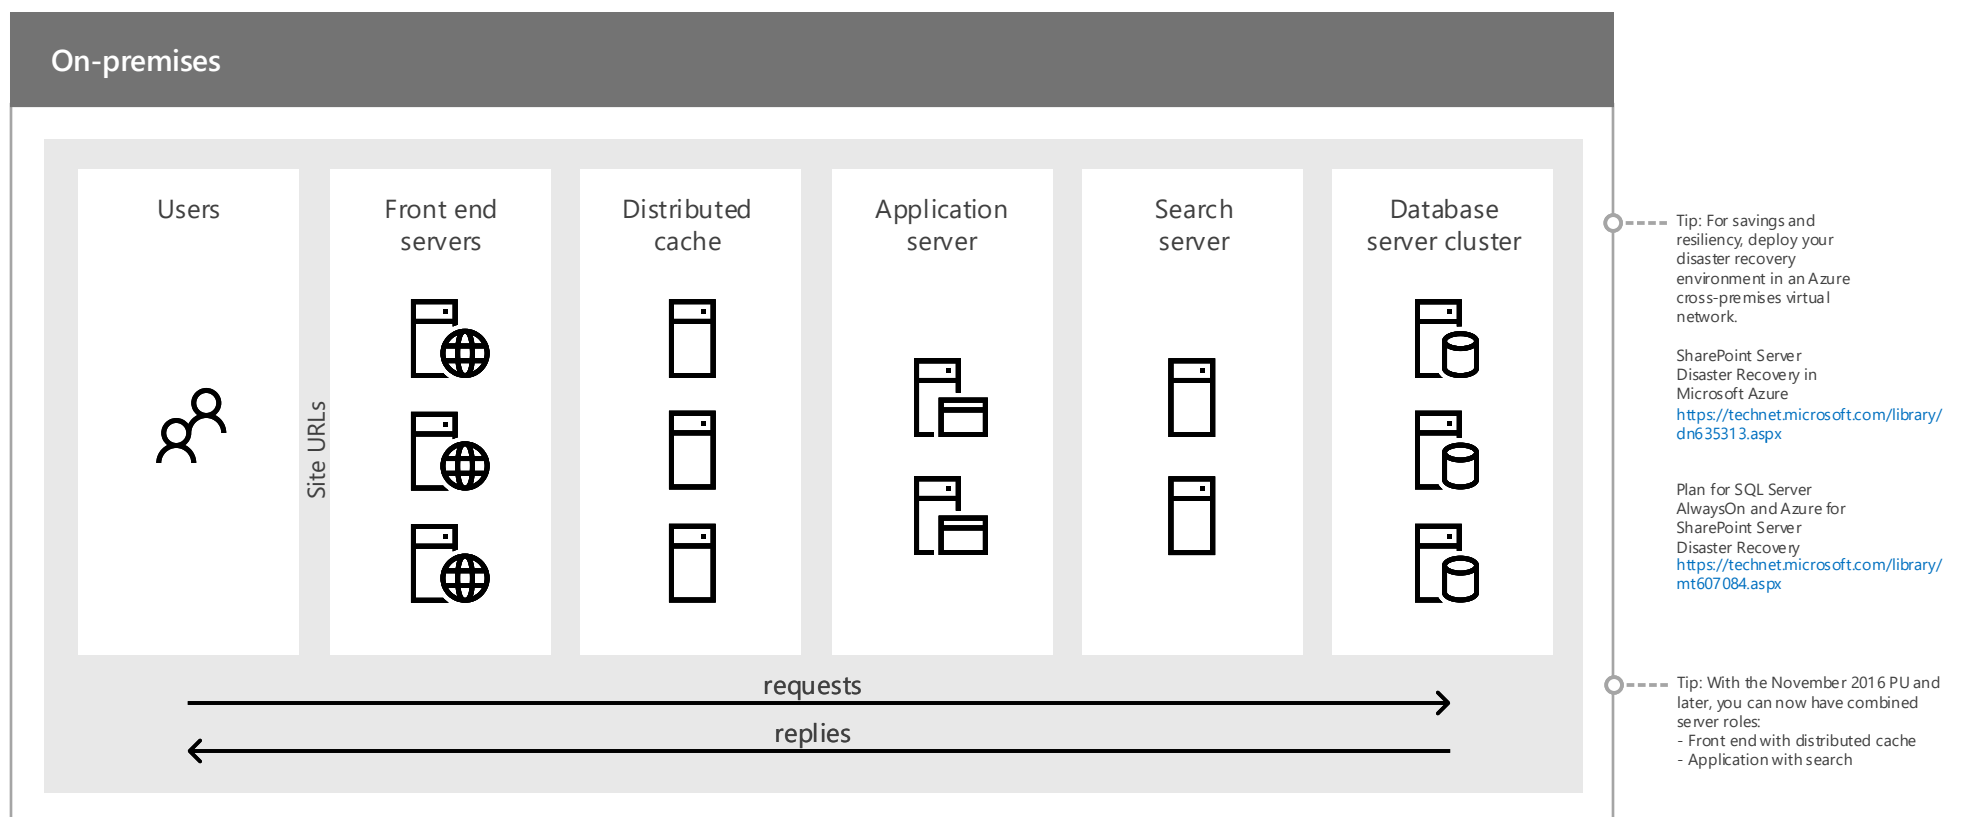 On-premises
Users
Front end
servers
Distributed
cache
Application
server
Search
server
Database
server cluster
Site URLs
requests
replies
Tip: For savings and
resiliency, deploy your
disaster recovery
environment in an Azure
cross-premises virtual
network.
SharePoint Server
Disaster Recovery in
Microsoft Azure
https://technet.microsoft.com/library/
dn635313.aspx
Plan for SQL Server
AlwaysOn and Azure for
SharePoint Server
Disaster Recovery
https://technet.microsoft.com/library/
mt607084.aspx
Tip: With the November 2016 PU and
later, you can now have combined
server roles:
- Front end with distributed cache
- Application with search